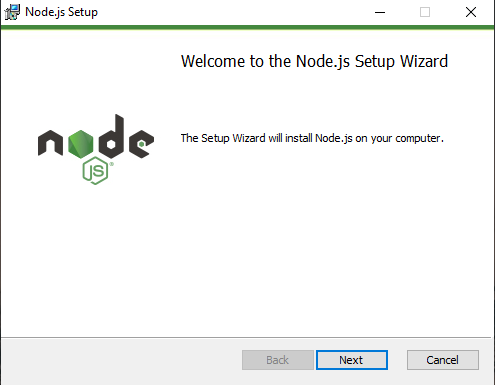 Node.js Setup
Welcome to the Node.js Setup Wizard
The Setup Wizard will install Node.js on your computer.
node
JS
Back
Next
Cancel